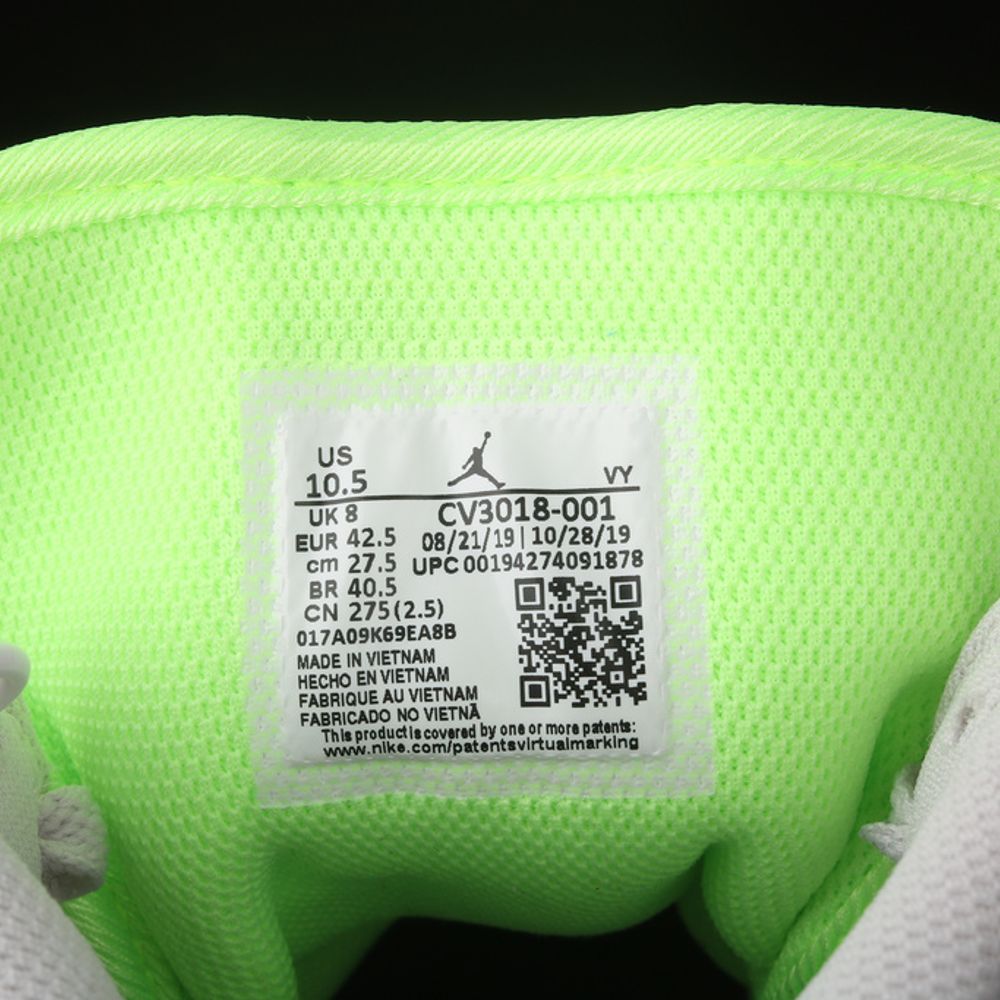 US
10.5
VY
UK 8
CV3018-001
EUR 42.5
08/21/19 | 10/28/19
cm 27.5
UPC 00194274091878
BR 40.5
CN 275(2.5)
017A09K69EA8B
MADE IN VIETNAM
HECHO EN VIETNAM
FABRIQUE AU VIETNAM
FABRICADO NO VIETNÃ
This product is covered by one or more patents:
www.nike.com/patentsvirtualmarking